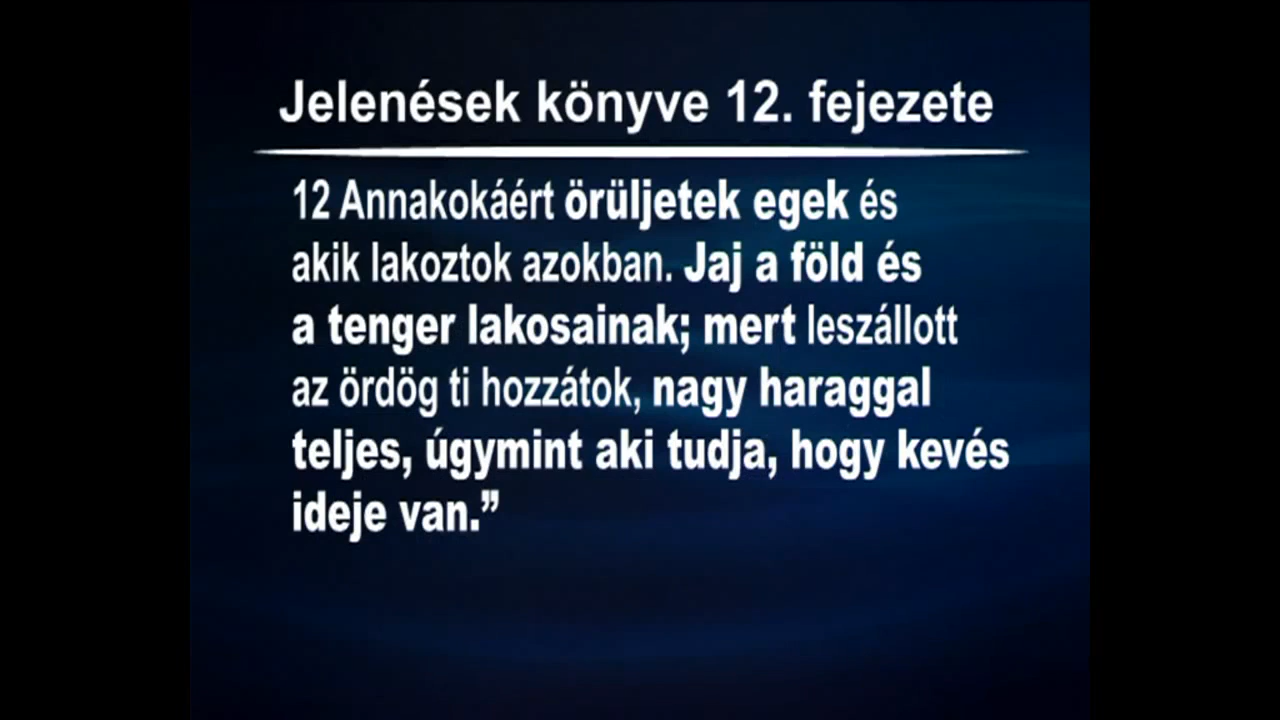 Jelenések könyve 12. fejezete
12 Annakokáért örüljetek egek és
akik lakoztok azokban. Jaj a föld és
a tenger lakosainak; mert leszállott
az ördög ti hozzátok, nagy haraggal
teljes, úgymint aki tudja, hogy kevés
ideje van.”